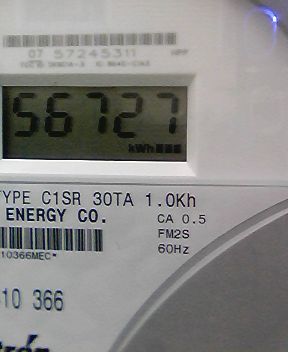 07 57245311
56727
kWh
TYPE C1SR 30TA 1.0Kh
ENERGY CO.
CA 0.5
FM2S
60Hz
10366MEC*
10 366